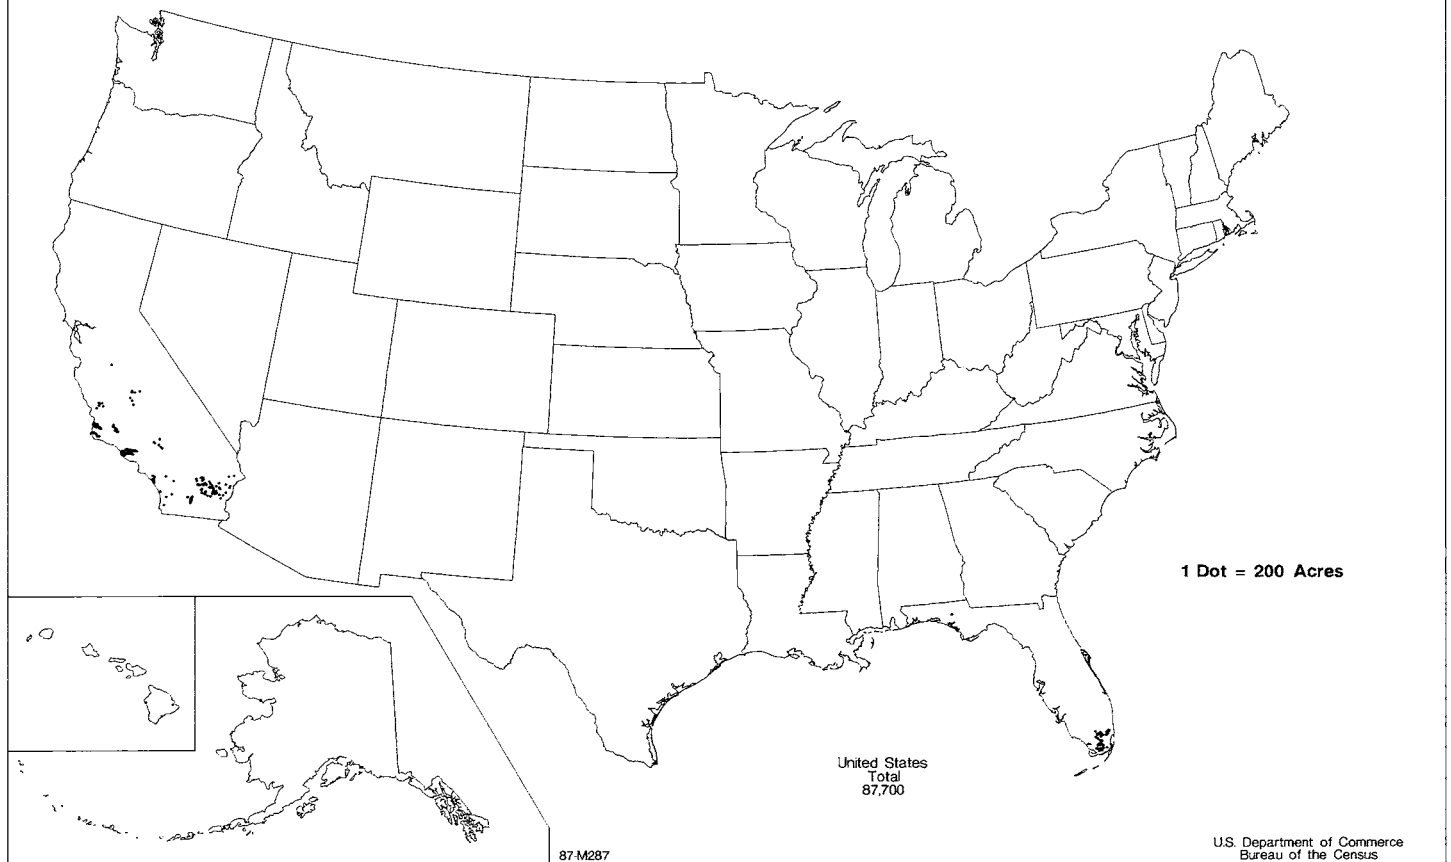 1 Dot = 200 Acres
United States
Total
87,700
87-M287
U.S. Department of Commerce
Bureau of the Census